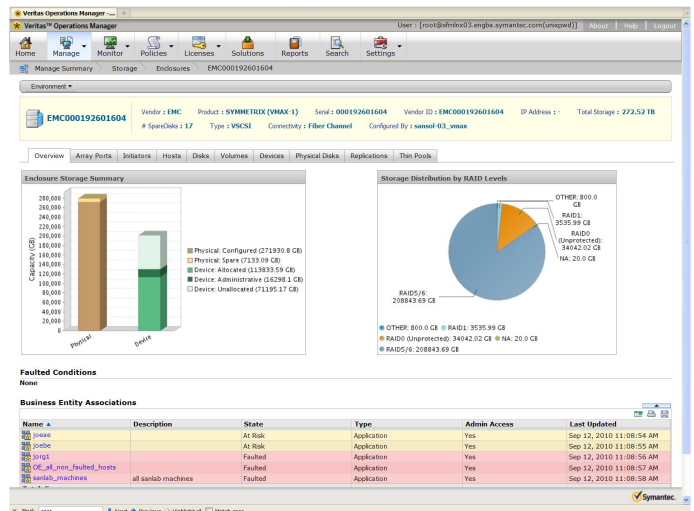 Veritas Operations Manager -...
Veritas™ Operations Manager
User : [root@sfmlnx03.engba.symantec.com(unixpwd)] About Help Logout
Home Manage Monitor Policies Licenses Solutions Reports Search Settings
Manage Summary Storage Enclosures EMC000192601604
Environment
EMC000192601604
Vendor : EMC Product : SYMMETRIX (VMAX-1) Serial : 000192601604 Vendor ID : EMC000192601604 IP Address : - Total Storage : 272.52 TB
# SpareDisks : 17 Type : VSCSI Connectivity : Fiber Channel Configured By : sansol-03_vmax
Overview Array Ports Initiators Hosts Disks Volumes Devices Physical Disks Replications Thin Pools
Enclosure Storage Summary
Capacity (GB)
280,000
260,000
240,000
220,000
200,000
180,000
160,000
140,000
120,000
100,000
80,000
60,000
40,000
20,000
0
Physical
Device
Physical: Configured (271930.8 GB)
Physical: Spare (7133.09 GB)
Device: Allocated (113833.59 GB)
Device: Administrative (16298.1 GB)
Device: Unallocated (71195.17 GB)
Storage Distribution by RAID Levels
OTHER: 800.0
GB
RAID1:
3535.99 GB
RAID0
(Unprotected):
34042.02 GB
NA: 20.0 GB
RAID5/6:
208843.69 GB
OTHER: 800.0 GB RAID1: 3535.99 GB
RAID0 (Unprotected): 34042.02 GB NA: 20.0 GB
RAID5/6: 208843.69 GB
Faulted Conditions
None
Business Entity Associations
Name Description State Type Admin Access Last Updated
joeae At Risk Application Yes Sep 12, 2010 11:08:54 AM
joebe At Risk Application Yes Sep 12, 2010 11:08:55 AM
jorg1 Faulted Application Yes Sep 12, 2010 11:08:56 AM
OE_all_non_faulted_hosts Faulted Application Yes Sep 12, 2010 11:08:57 AM
sanlab_machines all sanlab machines Faulted Application Yes Sep 12, 2010 11:08:58 AM
Symantec.